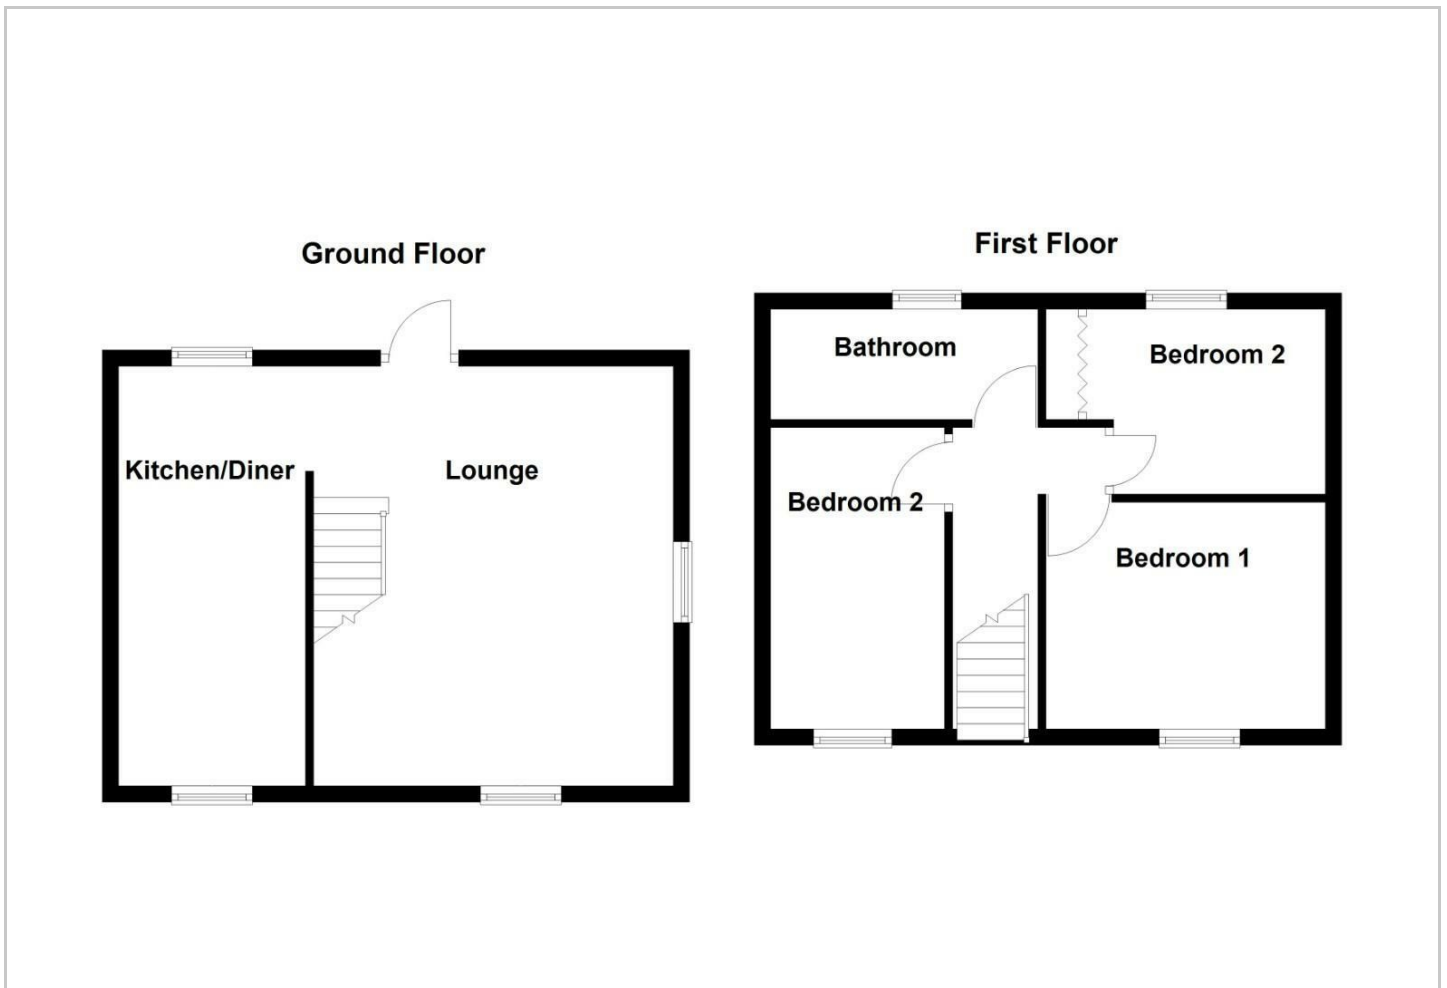 Ground Floor
Kitchen/Diner
Lounge
First Floor
Bathroom
Bedroom 2
Bedroom 2
Bedroom 1